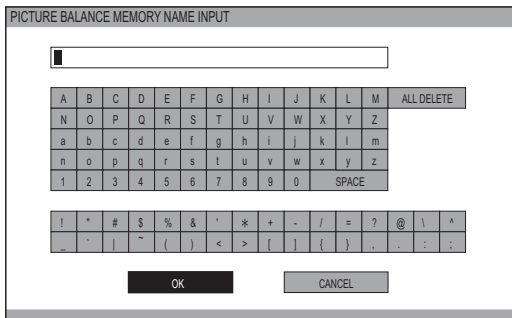 PICTURE BALANCE MEMORY NAME INPUT
A B C D E F G H I J K L M ALL DELETE
N O P Q R S T U V W X Y Z
a b c d e f g h i j k l m
n o p q r s t u v w x y z
1 2 3 4 5 6 7 8 9 0 SPACE
! " # $ % & ' * + - / = ? @ \ ^
_ ` | ~ ( ) < > [ ] { } , . : ;
OK CANCEL